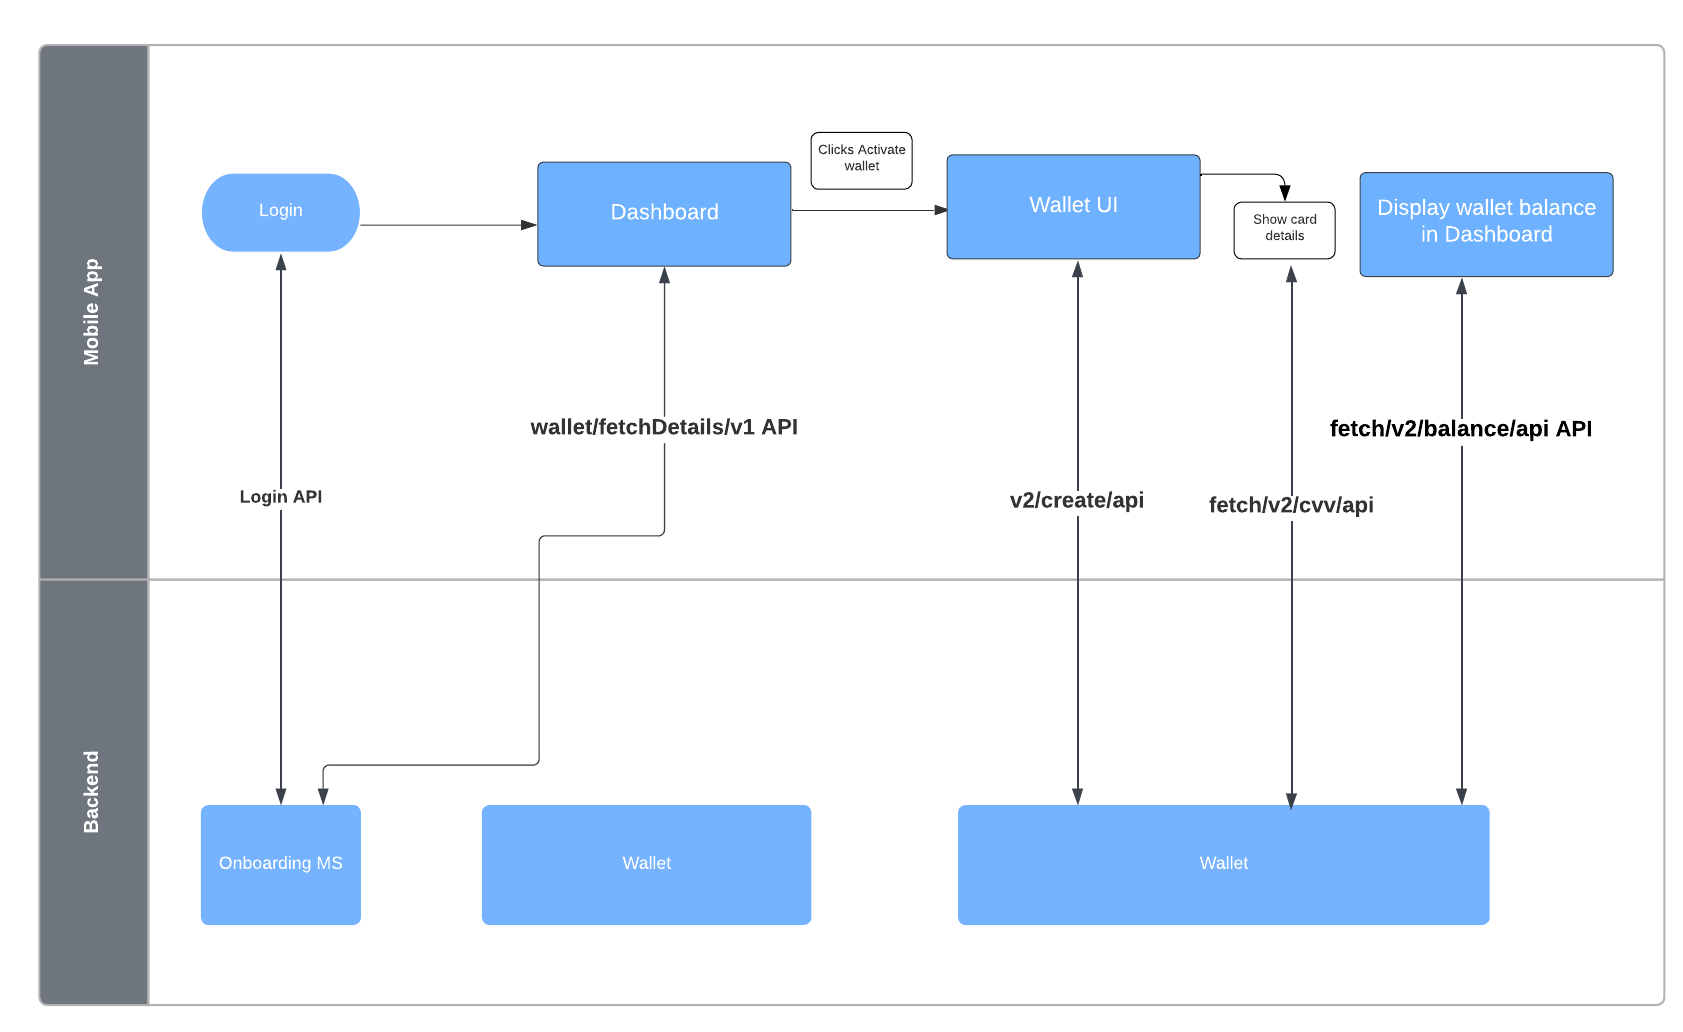 Mobile App
Login
Dashboard
Clicks Activate
wallet
Wallet UI
Show card
details
Display wallet balance
in Dashboard
Login API
wallet/fetchDetails/v1 API
v2/create/api
fetch/v2/cvv/api
fetch/v2/balance/api API
Backend
Onboarding MS
Wallet
Wallet